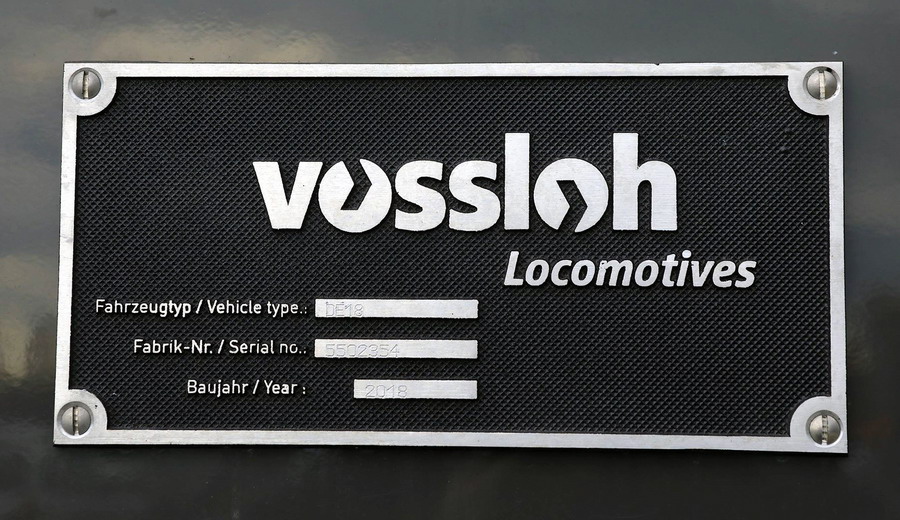 vossloh
Locomotives
Fahrzeugtyp / Vehicle type.: DE18
Fabrik-Nr. / Serial no.: 5502354
Baujahr / Year : 2018